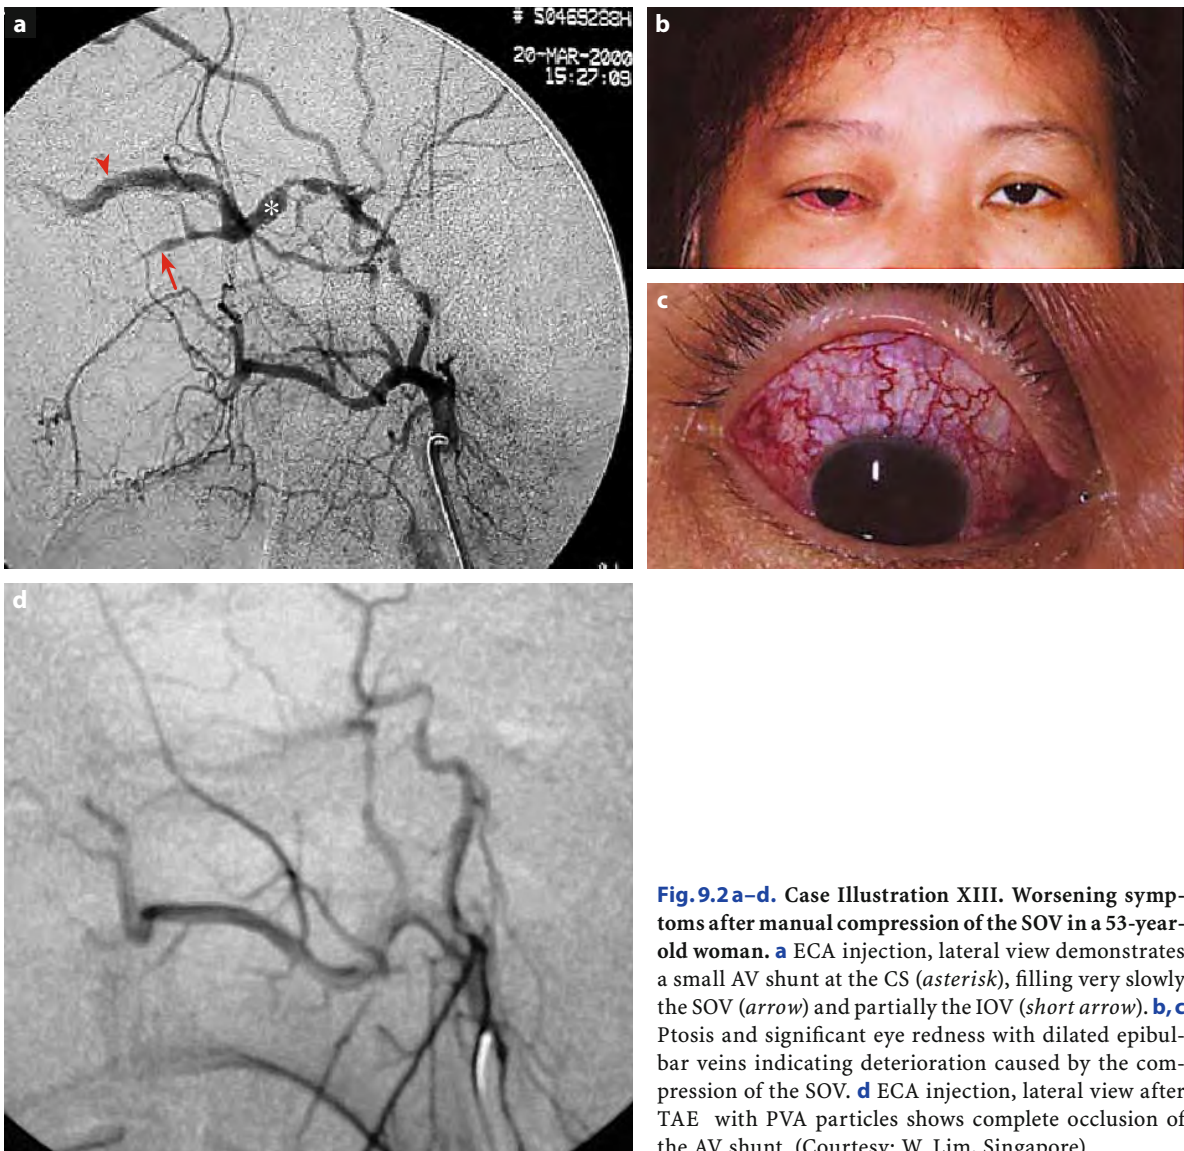 a
# S0469288H
20-MAR-2000
15:27:09
*
b
c
d
Fig. 9.2 a–d. Case Illustration XIII. Worsening symp-
toms after manual compression of the SOV in a 53-year-
old woman. a ECA injection, lateral view demonstrates
a small AV shunt at the CS (asterisk), filling very slowly
the SOV (arrow) and partially the IOV (short arrow). b, c
Ptosis and significant eye redness with dilated epibul-
bar veins indicating deterioration caused by the com-
pression of the SOV. d ECA injection, lateral view after
TAE with PVA particles shows complete occlusion of
the AV shunt. (Courtesy: W. Lim, Singapore)